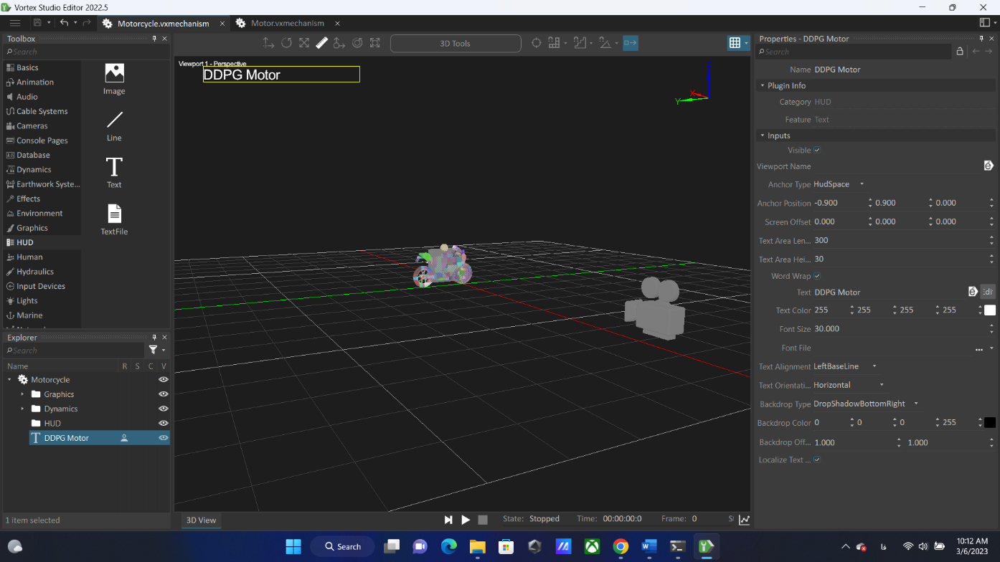 Vortex Studio Editor 2022.5
Motorcycle.vxmechanism
Motor.vxmechanism
Toolbox
Search
Basics
Animation
Audio
Cable Systems
Cameras
Console Pages
Database
Dynamics
Earthwork Syste...
Effects
Environment
Graphics
HUD
Human
Hydraulics
Input Devices
Lights
Marine
Image
Line
Text
TextFile
Explorer
Search
Name R S C V
Motorcycle
Graphics
Dynamics
HUD
DDPG Motor
1 item selected
3D Tools
Viewport 1 - Perspective
DDPG Motor
Z
X
Y
3D View
State: Stopped Time: 00:00:00:0 Frame: 0
Properties - DDPG Motor
Search
Name DDPG Motor
Plugin Info
Category HUD
Feature Text
Inputs
Visible
Viewport Name
Anchor Type HudSpace
Anchor Position -0.900 0.900 0.000
Screen Offset 0.000 0.000 0.000
Text Area Len... 300
Text Area Hei... 30
Word Wrap
Text DDPG Motor
Text Color 255 255 255 255
Font Size 30.000
Font File ...
Text Alignment LeftBaseLine
Text Orientati... Horizontal
Backdrop Type DropShadowBottomRight
Backdrop Color 0 0 0 255
Backdrop Off... 1.000 1.000
Localize Text ...
Search
فا
10:12 AM
3/6/2023